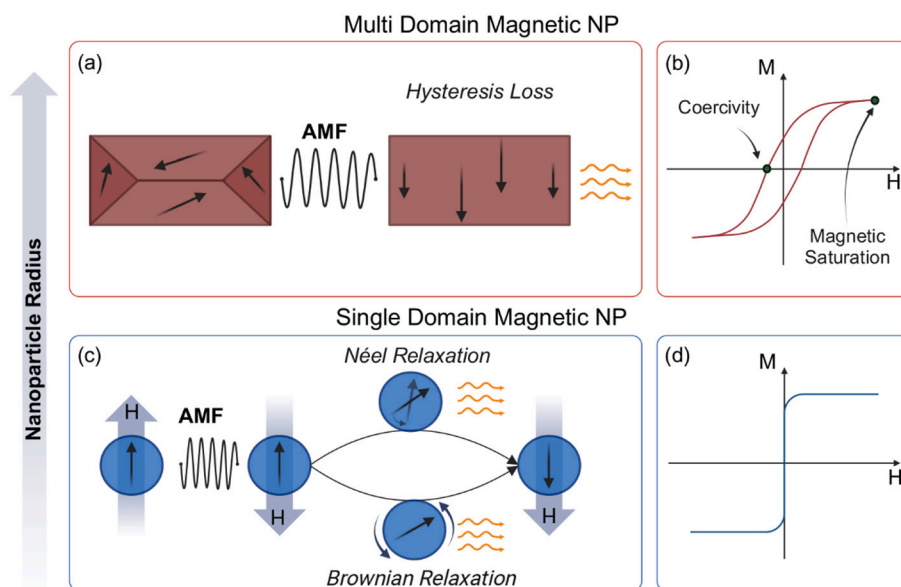 Multi Domain Magnetic NP
(a)
Hysteresis Loss
AMF
(b)
M
Coercivity
H
Magnetic
Saturation
Nanoparticle Radius
Single Domain Magnetic NP
(c)
Néel Relaxation
H
AMF
H
H
Brownian Relaxation
(d)
M
H